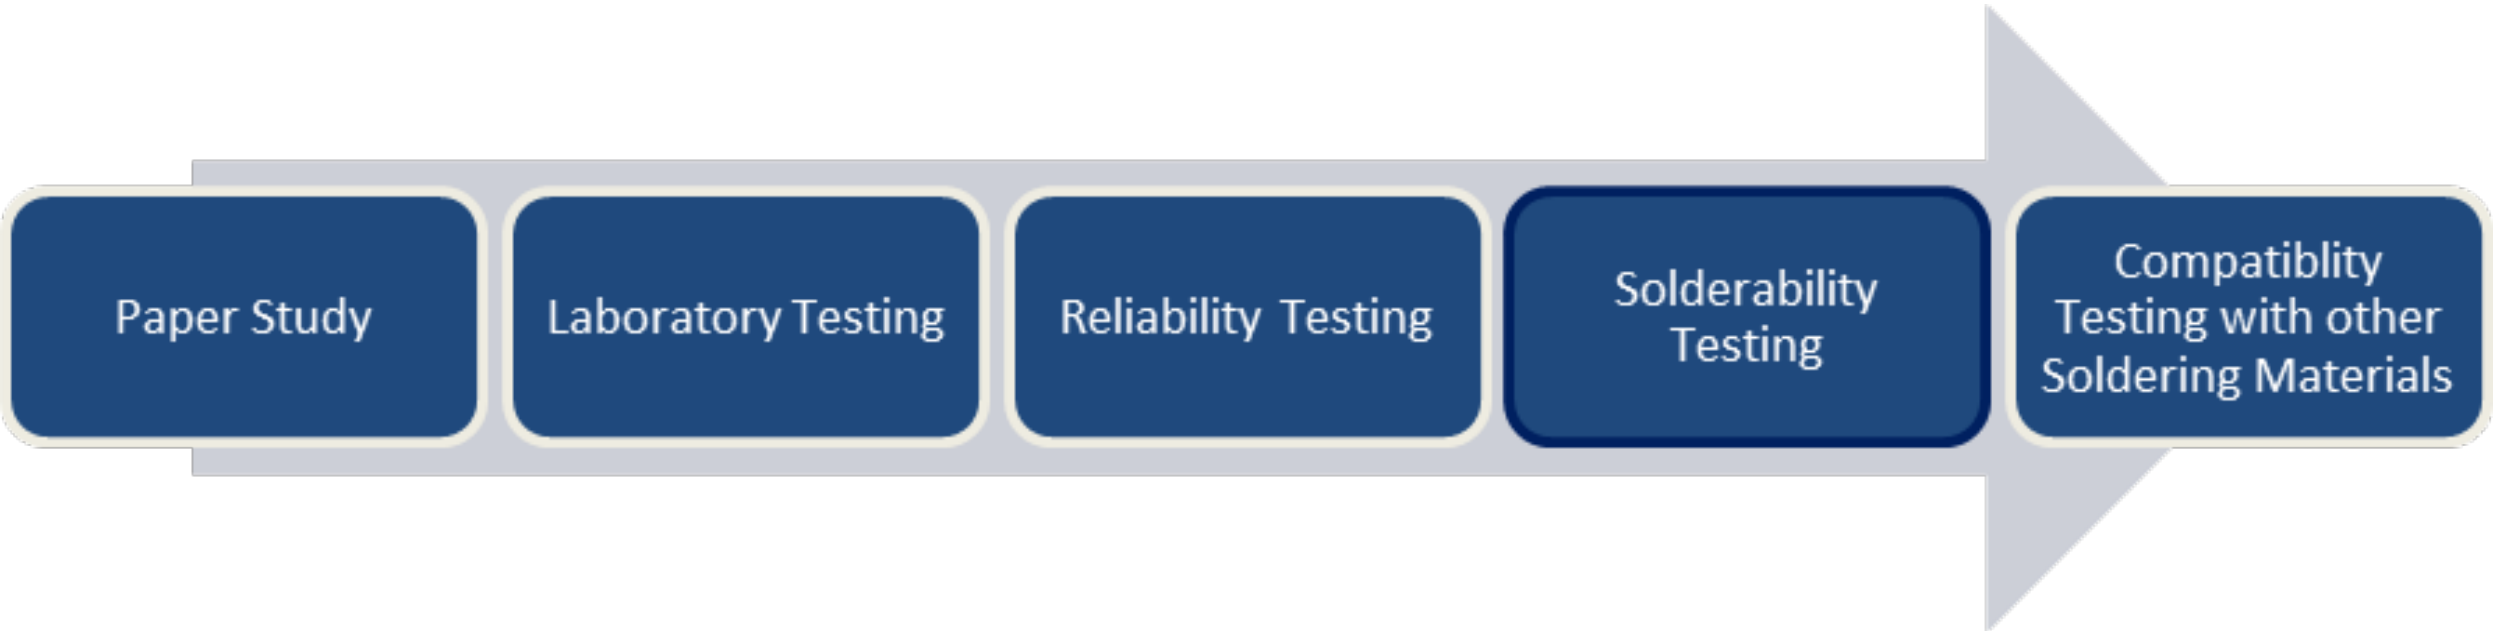 Paper Study
Laboratory Testing
Reliability Testing
Solderability
Testing
Compatiblity
Testing with other
Soldering Materials